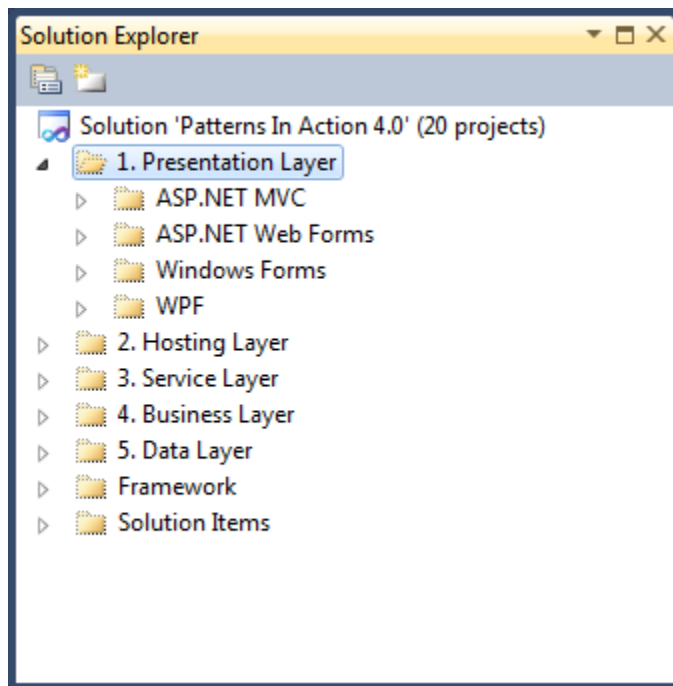 Solution Explorer
Solution 'Patterns In Action 4.0' (20 projects)
1. Presentation Layer
ASP.NET MVC
ASP.NET Web Forms
Windows Forms
WPF
2. Hosting Layer
3. Service Layer
4. Business Layer
5. Data Layer
Framework
Solution Items